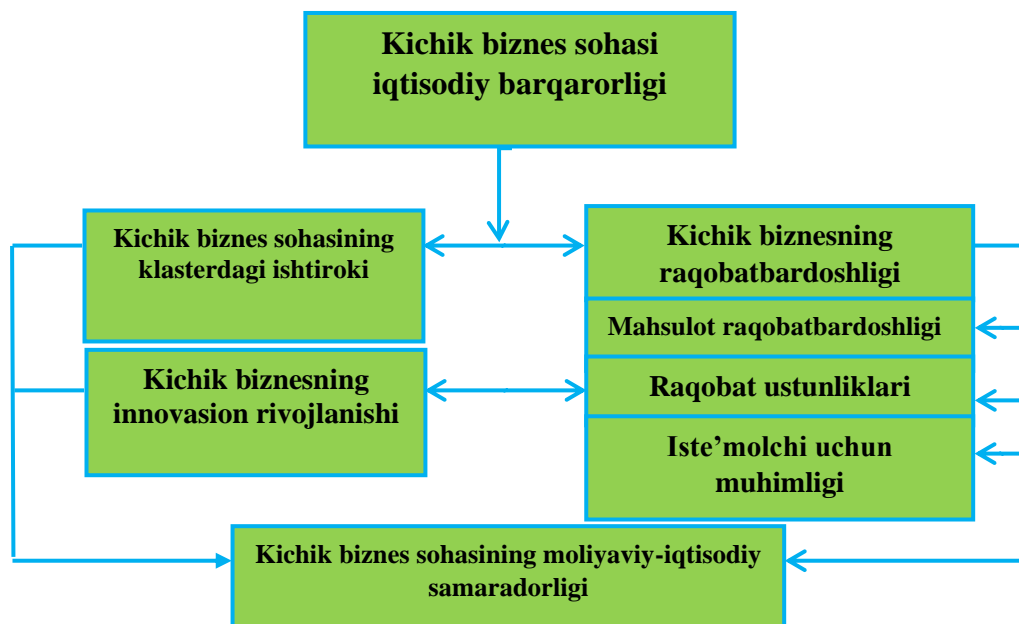 Kichik biznes sohasi
iqtisodiy barqarorligi
Kichik biznes sohasining
klasterdagi ishtiroki
Kichik biznesning
raqobatbardoshligi
Mahsulot raqobatbardoshligi
Kichik biznesning
innovasion rivojlanishi
Raqobat ustunliklari
Iste’molchi uchun
muhimligi
Kichik biznes sohasining moliyaviy-iqtisodiy
samaradorligi